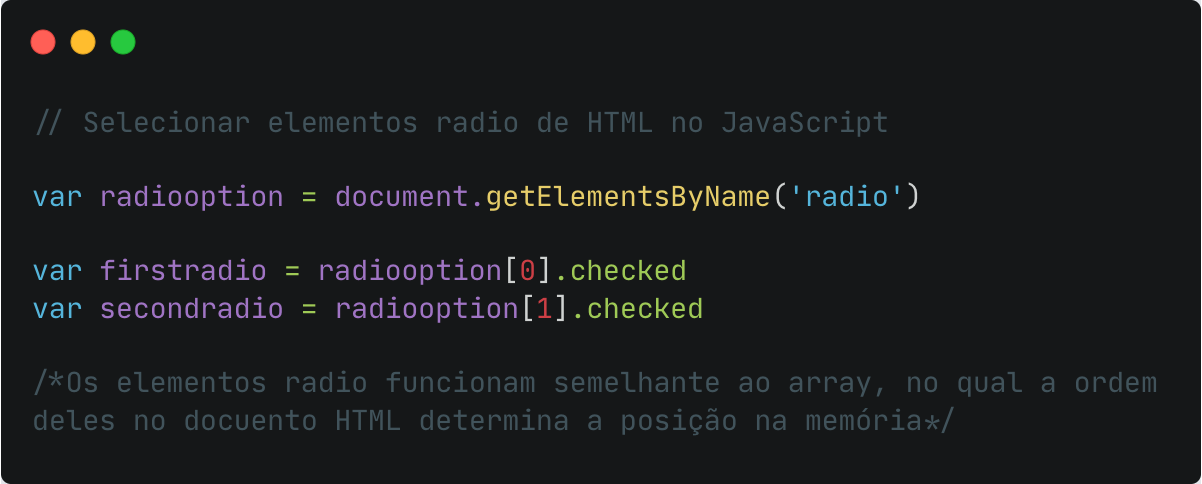 // Selecionar elementos radio de HTML no JavaScript
var radiooption = document.getElementsByName('radio')
var firstradio = radiooption[0].checked
var secondradio = radiooption[1].checked
/*Os elementos radio funcionam semelhante ao array, no qual a ordem
deles no docuento HTML determina a posição na memória*/